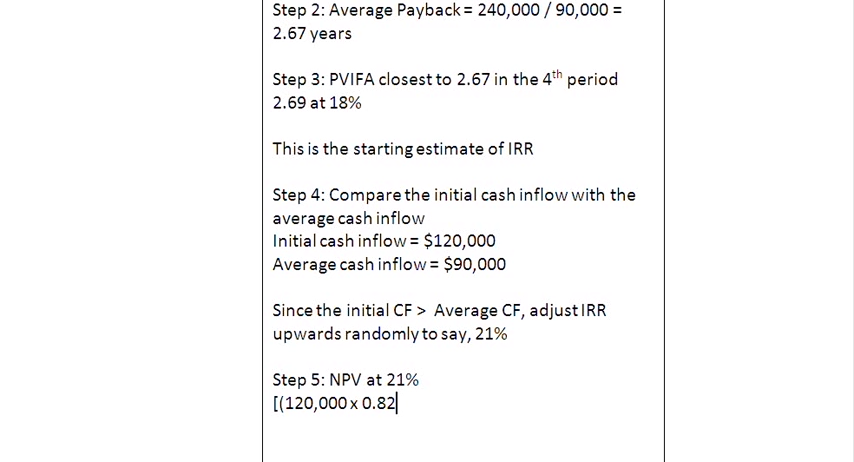 Step 2: Average Payback = 240,000 / 90,000 =
2.67 years
Step 3: PVIFA closest to 2.67 in the 4th period
2.69 at 18%
This is the starting estimate of IRR
Step 4: Compare the initial cash inflow with the
average cash inflow
Initial cash inflow = $120,000
Average cash inflow = $90,000
Since the initial CF > Average CF, adjust IRR
upwards randomly to say, 21%
Step 5: NPV at 21%
[(120,000 x 0.82